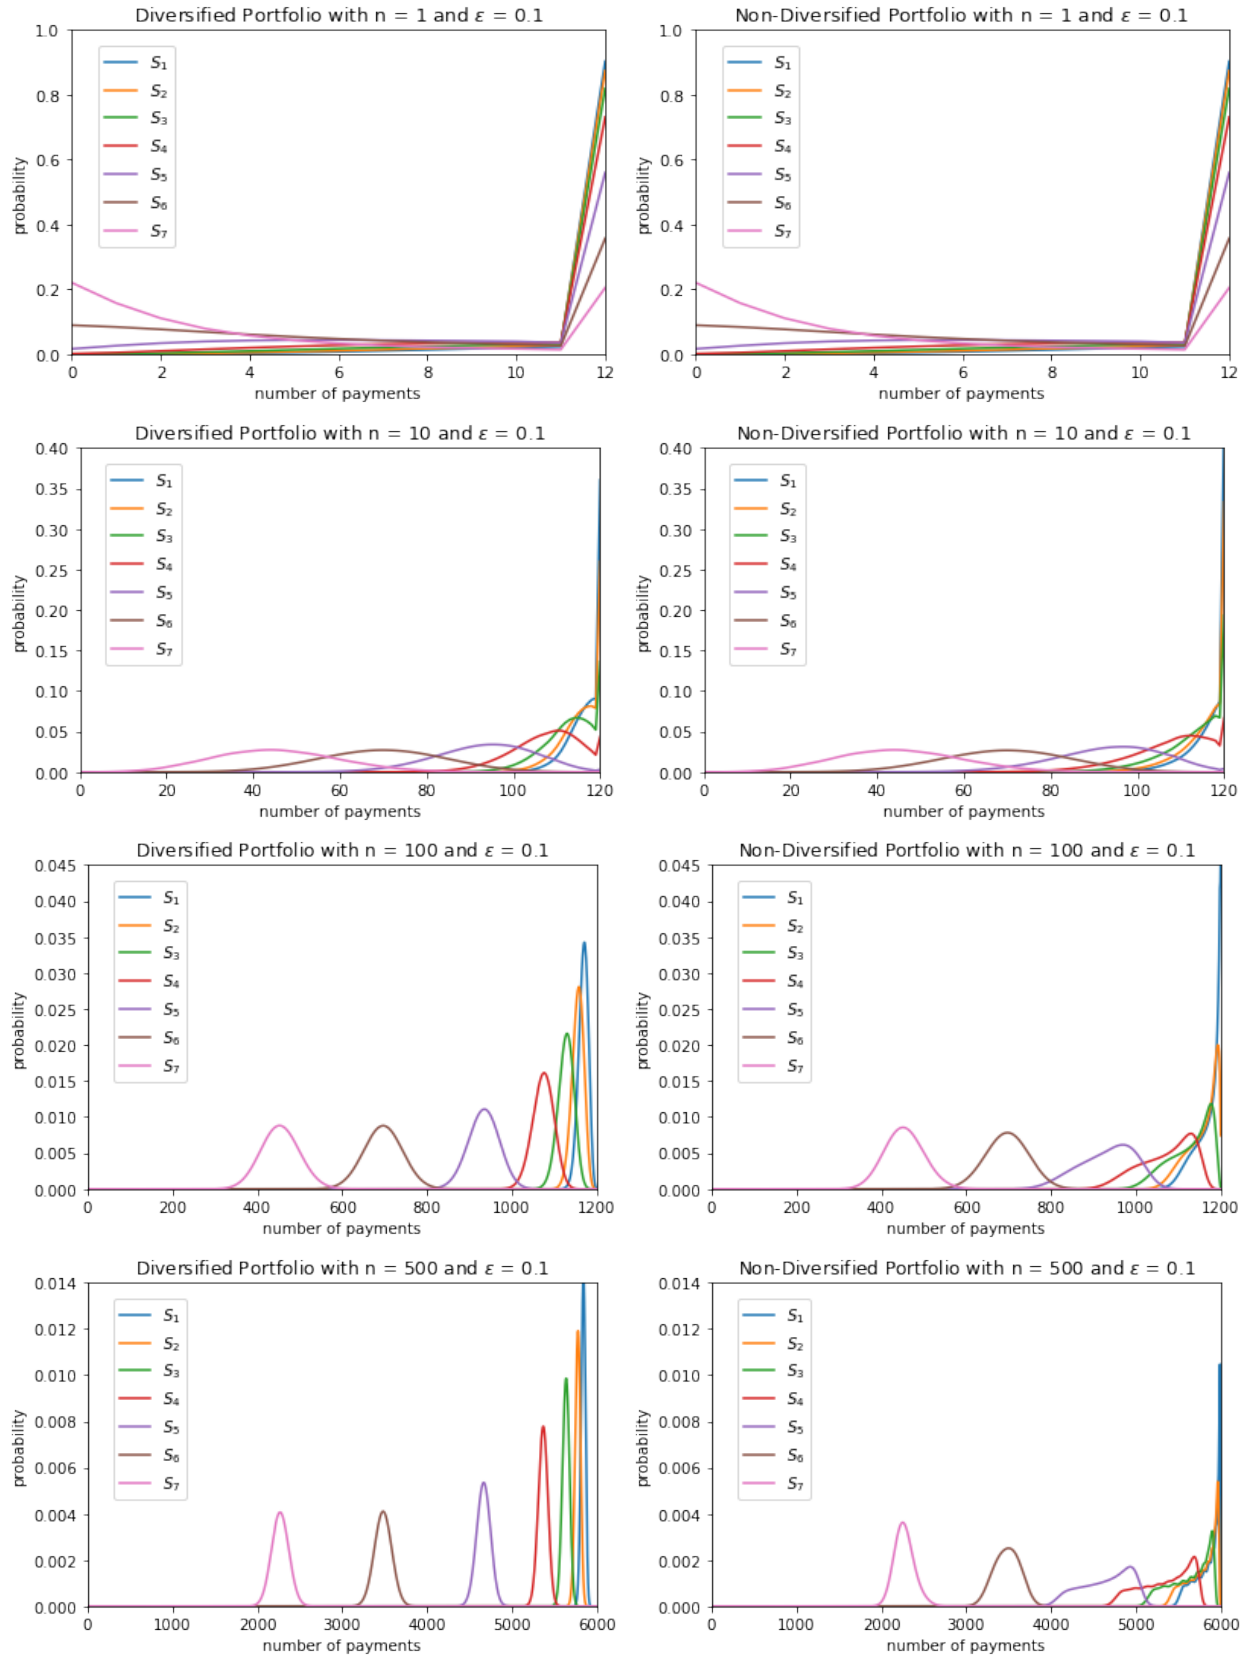 Diversified Portfolio with n = 1 and ε = 0.1
1.0
0.8
0.6
0.4
0.2
0.0
probability
S1
S2
S3
S4
S5
S6
S7
0 2 4 6 8 10 12
number of payments
Non-Diversified Portfolio with n = 1 and ε = 0.1
1.0
0.8
0.6
0.4
0.2
0.0
probability
S1
S2
S3
S4
S5
S6
S7
0 2 4 6 8 10 12
number of payments
Diversified Portfolio with n = 10 and ε = 0.1
0.40
0.35
0.30
0.25
0.20
0.15
0.10
0.05
0.00
probability
S1
S2
S3
S4
S5
S6
S7
0 20 40 60 80 100 120
number of payments
Non-Diversified Portfolio with n = 10 and ε = 0.1
0.40
0.35
0.30
0.25
0.20
0.15
0.10
0.05
0.00
probability
S1
S2
S3
S4
S5
S6
S7
0 20 40 60 80 100 120
number of payments
Diversified Portfolio with n = 100 and ε = 0.1
0.045
0.040
0.035
0.030
0.025
0.020
0.015
0.010
0.005
0.000
probability
S1
S2
S3
S4
S5
S6
S7
0 200 400 600 800 1000 1200
number of payments
Non-Diversified Portfolio with n = 100 and ε = 0.1
0.045
0.040
0.035
0.030
0.025
0.020
0.015
0.010
0.005
0.000
probability
S1
S2
S3
S4
S5
S6
S7
0 200 400 600 800 1000 1200
number of payments
Diversified Portfolio with n = 500 and ε = 0.1
0.014
0.012
0.010
0.008
0.006
0.004
0.002
0.000
probability
S1
S2
S3
S4
S5
S6
S7
0 1000 2000 3000 4000 5000 6000
number of payments
Non-Diversified Portfolio with n = 500 and ε = 0.1
0.014
0.012
0.010
0.008
0.006
0.004
0.002
0.000
probability
S1
S2
S3
S4
S5
S6
S7
0 1000 2000 3000 4000 5000 6000
number of payments